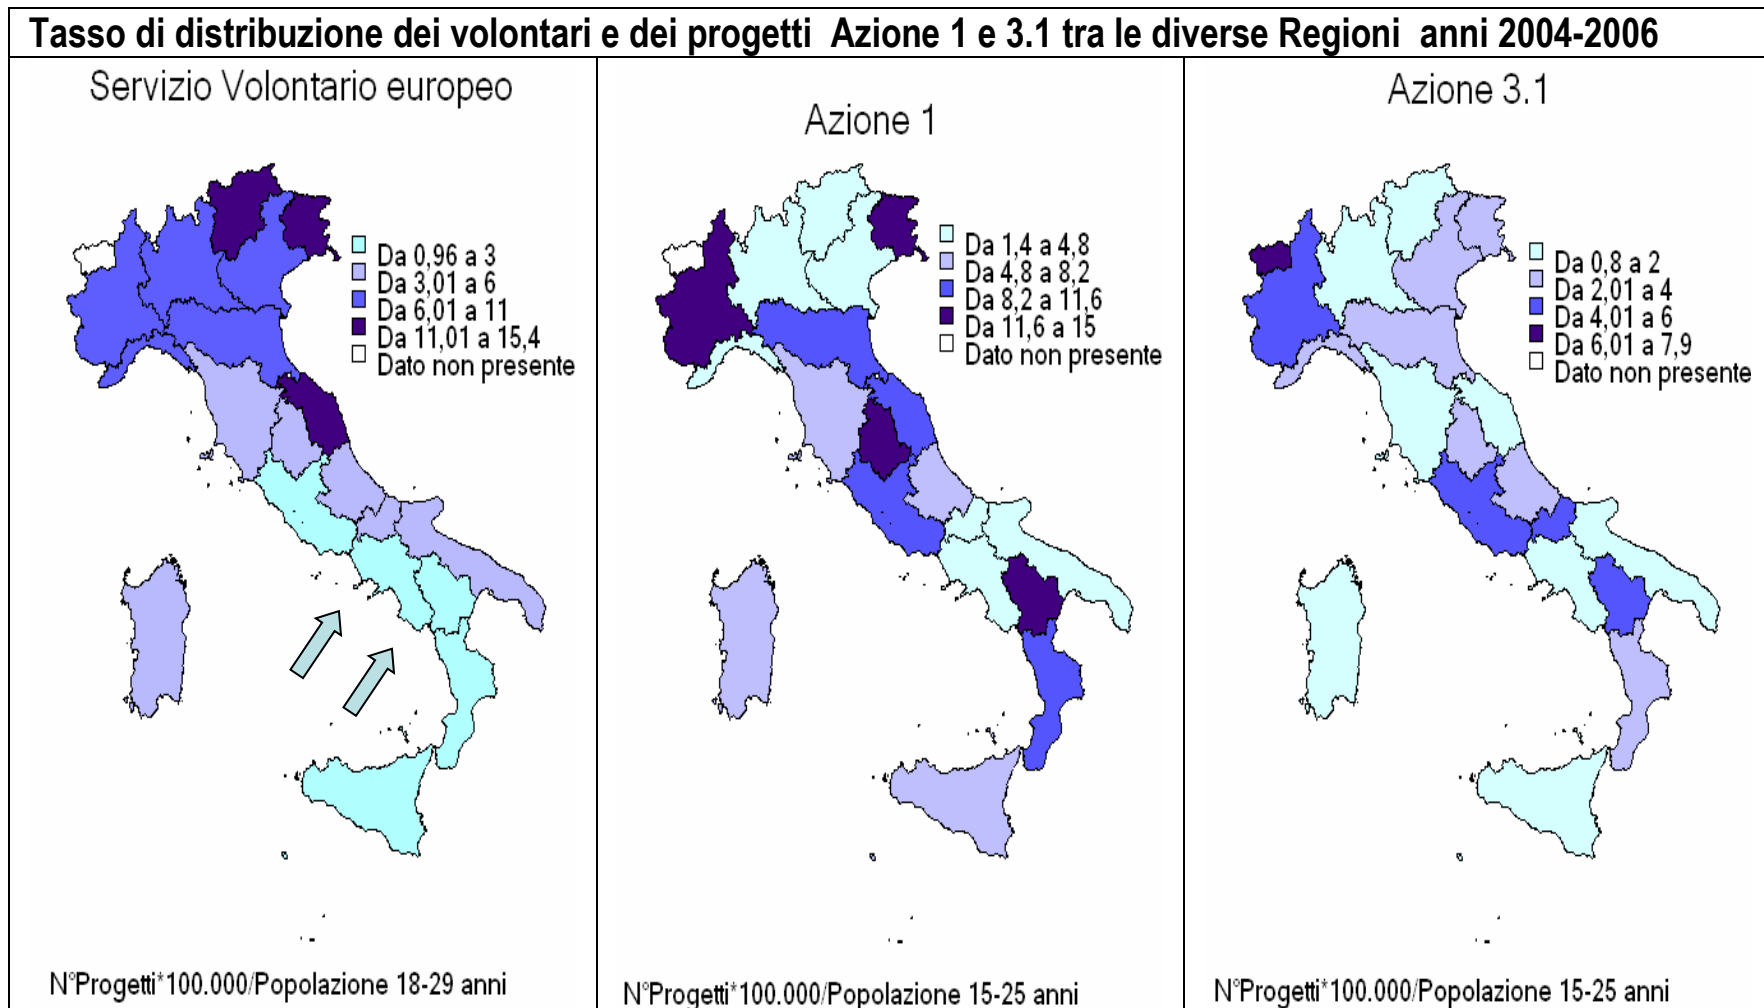 Tasso di distribuzione dei volontari e dei progetti Azione 1 e 3.1 tra le diverse Regioni anni 2004-2006
Servizio Volontario europeo
Da 0,96 a 3
Da 3,01 a 6
Da 6,01 a 11
Da 11,01 a 15,4
Dato non presente
N°Progetti*100.000/Popolazione 18-29 anni
Azione 1
Da 1,4 a 4,8
Da 4,8 a 8,2
Da 8,2 a 11,6
Da 11,6 a 15
Dato non presente
N°Progetti*100.000/Popolazione 15-25 anni
Azione 3.1
Da 0,8 a 2
Da 2,01 a 4
Da 4,01 a 6
Da 6,01 a 7,9
Dato non presente
N°Progetti*100.000/Popolazione 15-25 anni